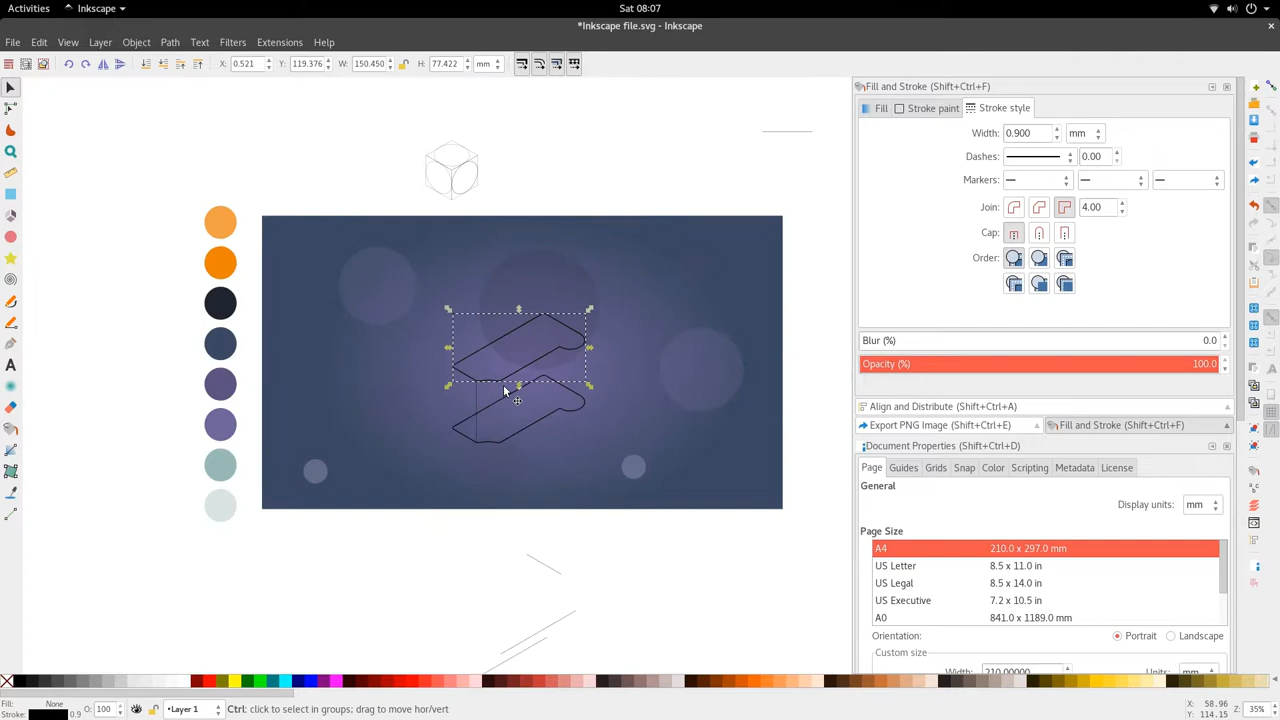 Activities
Inkscape
Sat 08:07
*Inkscape file.svg - Inkscape
File Edit View Layer Object Path Text Filters Extensions Help
X: 0.521 Y: 119.376 W: 150.450 H: 77.422 mm
Fill and Stroke (Shift+Ctrl+F)
Fill Stroke paint Stroke style
Width: 0.900 mm
Dashes: 0.00
Markers:
Join: 4.00
Cap:
Order:
Blur (%) 0.0
Opacity (%) 100.0
Align and Distribute (Shift+Ctrl+A)
Export PNG Image (Shift+Ctrl+E) Fill and Stroke (Shift+Ctrl+F)
Document Properties (Shift+Ctrl+D)
Page Guides Grids Snap Color Scripting Metadata License
General
Display units: mm
Page Size
A4 210.0 x 297.0 mm
US Letter 8.5 x 11.0 in
US Legal 8.5 x 14.0 in
US Executive 7.2 x 10.5 in
A0 841.0 x 1189.0 mm
Orientation: Portrait Landscape
Custom size
Width: 210.00000 Units: mm
Fill: None
Stroke: 0.9
O: 100
•Layer 1
Ctrl: click to select in groups; drag to move hor/vert
X: 58.96
Y: 114.15
Z: 35%